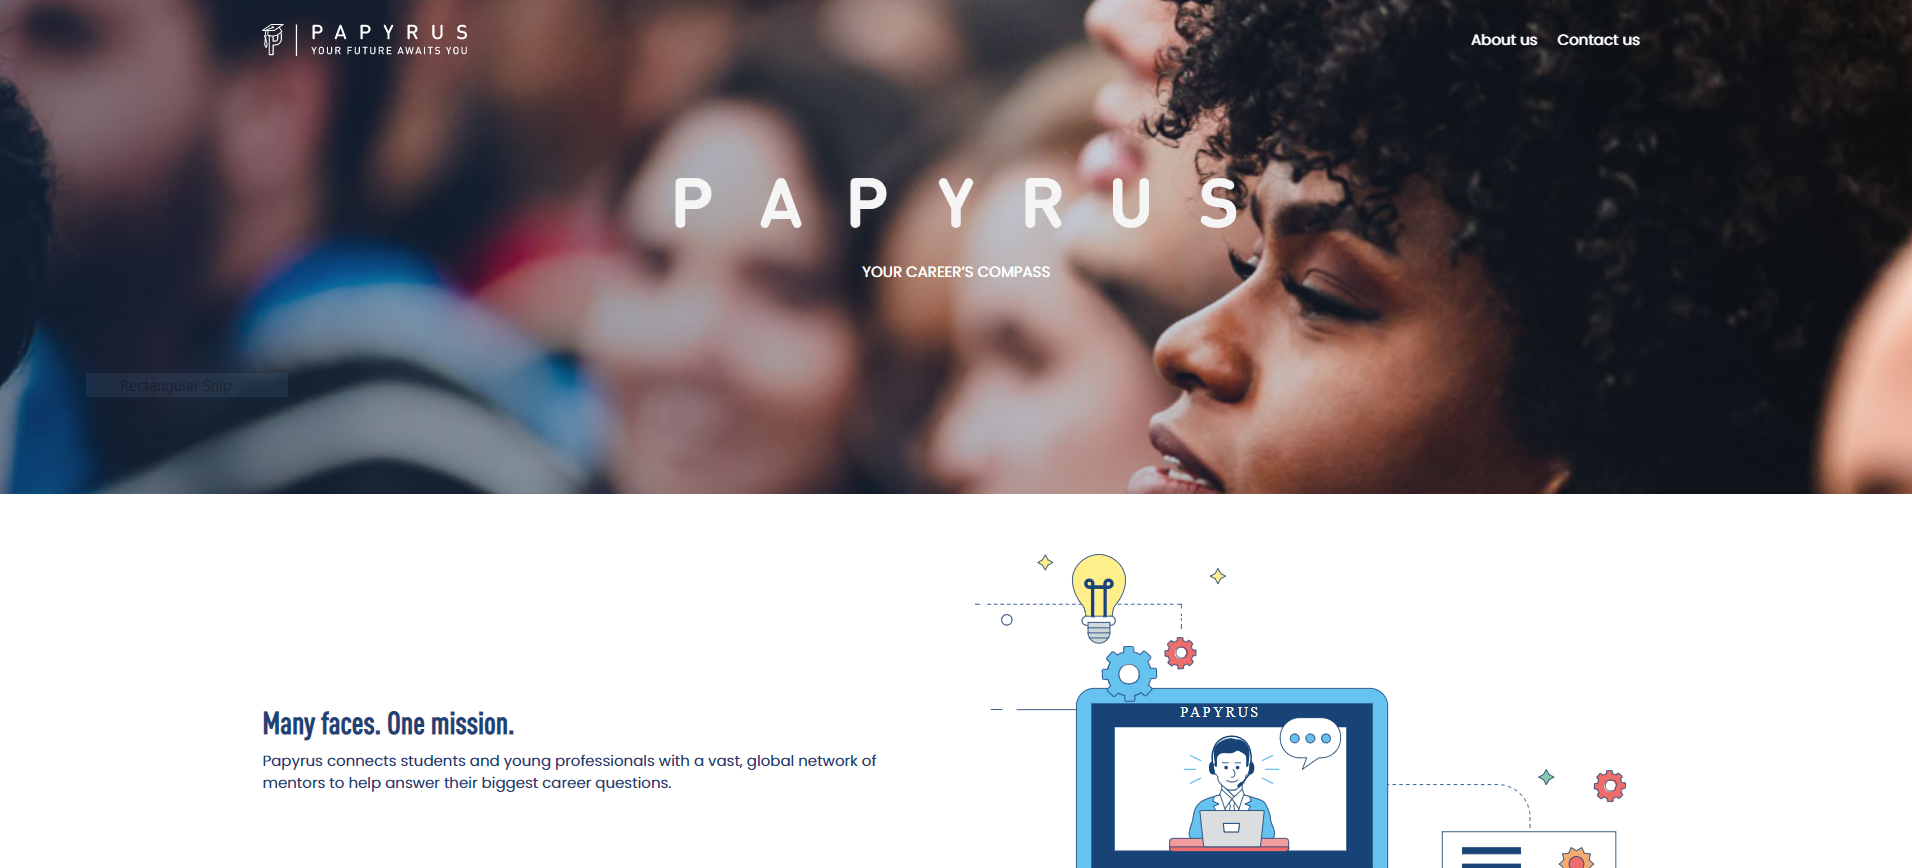 PAPYRUS
YOUR FUTURE AWAITS YOU
About us
Contact us
PAPYRUS
YOUR CAREER'S COMPASS
Rectangular Snip
Many faces. One mission.
Papyrus connects students and young professionals with a vast, global network of
mentors to help answer their biggest career questions.
PAPYRUS